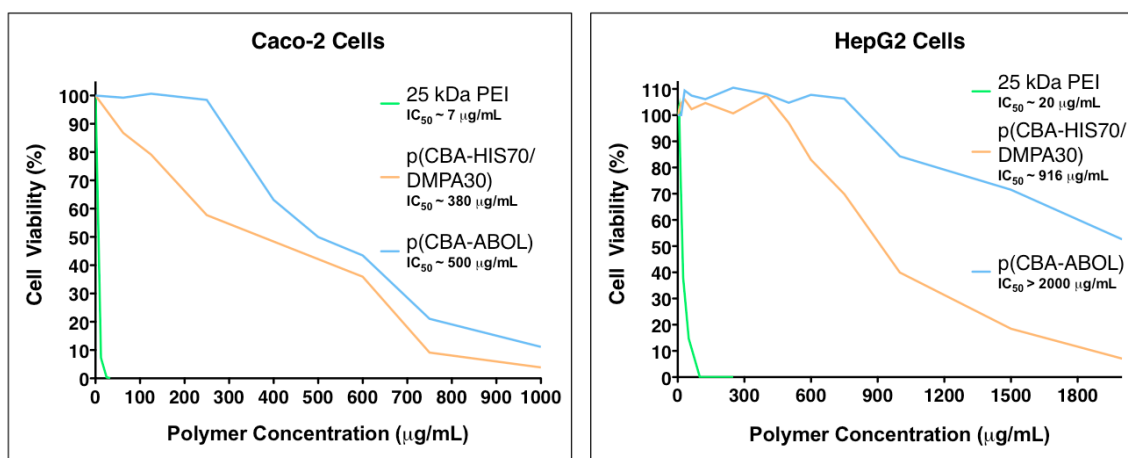 Caco-2 Cells
Cell Viability (%)
100
90
80
70
60
50
40
30
20
10
0
25 kDa PEI
IC50 ~ 7 μg/mL
p(CBA-HIS70/
DMPA30)
IC50 ~ 380 μg/mL
p(CBA-ABOL)
IC50 ~ 500 μg/mL
0 100 200 300 400 500 600 700 800 900 1000
Polymer Concentration (μg/mL)
HepG2 Cells
Cell Viability (%)
110
100
90
80
70
60
50
40
30
20
10
0
25 kDa PEI
IC50 ~ 20 μg/mL
p(CBA-HIS70/
DMPA30)
IC50 ~ 916 μg/mL
p(CBA-ABOL)
IC50 > 2000 μg/mL
0 300 600 900 1200 1500 1800
Polymer Concentration (μg/mL)